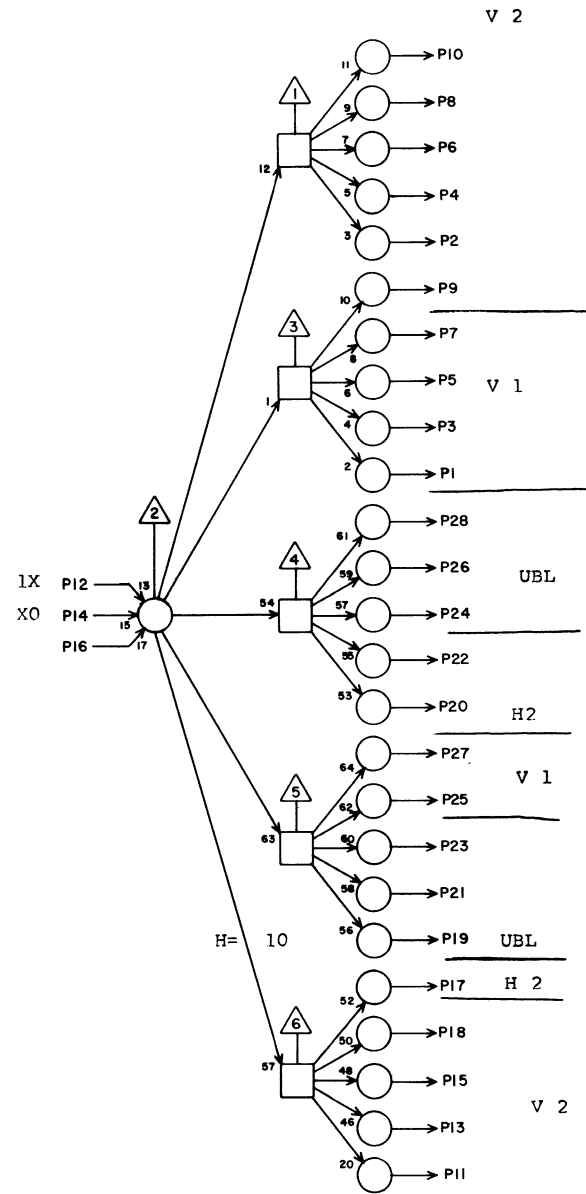 V 2
P10
11
1
9 P8
7 P6
12
5 P4
3 P2
P9
10
3
P7
8
6 P5 V 1
1
4 P3
2 P1
P28
61
2 4
59 P26 UBL
1X P12 13 54 57 P24
X0 P14 15
P16 17
55 P22
53 P20 H2
P27
64
5 V 1
62 P25
63 60 P23
58 P21
56 P19 UBL
H= 10
P17 H 2
52
6
50 P18
57 48 P15
V 2
46 P13
20 P11